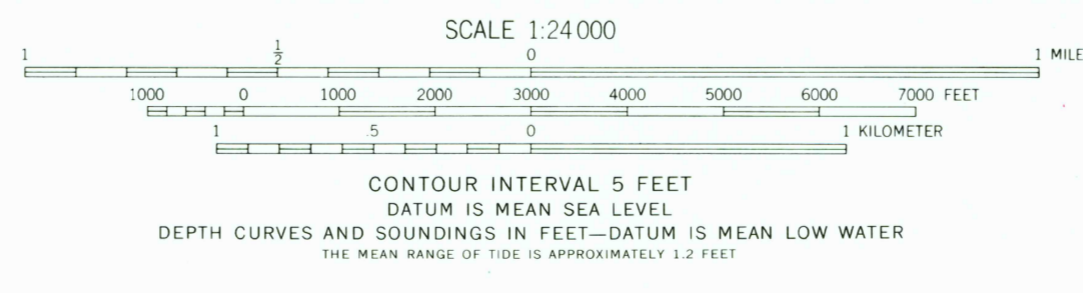 SCALE 1:24 000
1 ½ 0 1 MILE
1000 0 1000 2000 3000 4000 5000 6000 7000 FEET
1 .5 0 1 KILOMETER
CONTOUR INTERVAL 5 FEET
DATUM IS MEAN SEA LEVEL
DEPTH CURVES AND SOUNDINGS IN FEET—DATUM IS MEAN LOW WATER
THE MEAN RANGE OF TIDE IS APPROXIMATELY 1.2 FEET